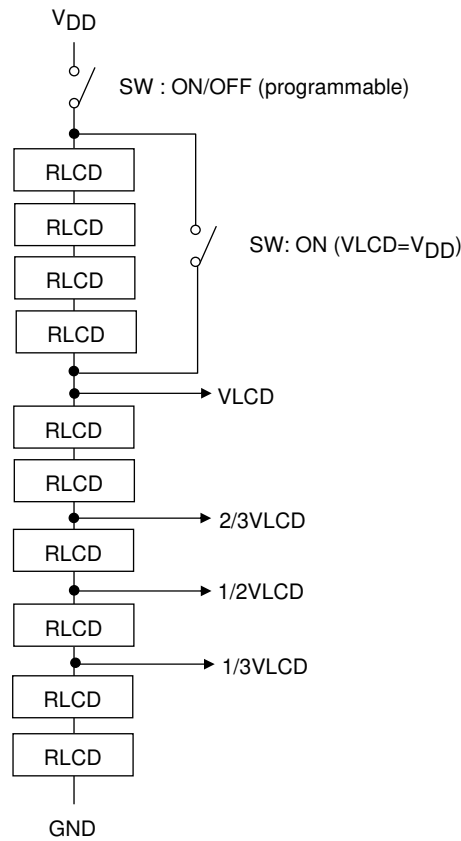 VDD
SW : ON/OFF (programmable)
RLCD
RLCD
RLCD
SW: ON (VLCD=VDD)
RLCD
VLCD
RLCD
RLCD
2/3VLCD
RLCD
1/2VLCD
RLCD
1/3VLCD
RLCD
RLCD
GND